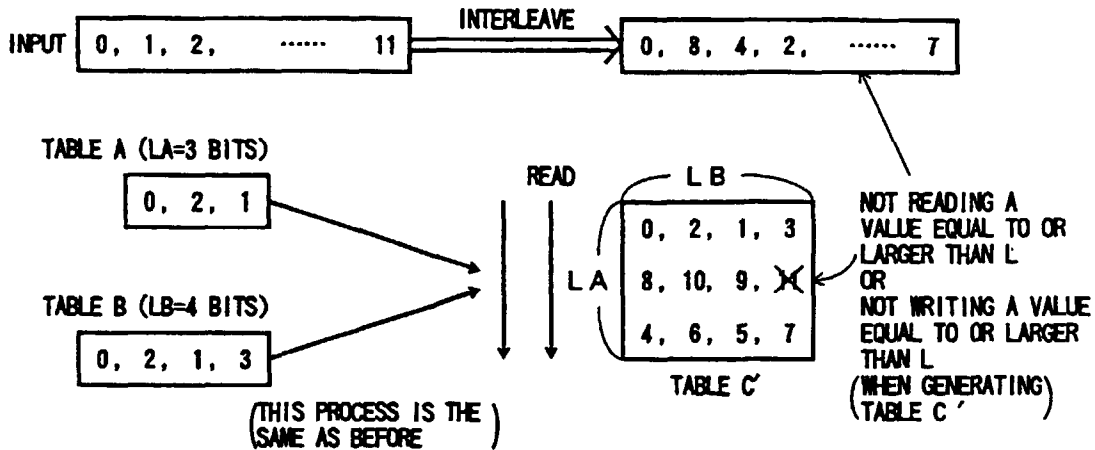 INTERLEAVE
INPUT 0, 1, 2, ...... 11 0, 8, 4, 2, ...... 7
TABLE A (LA=3 BITS)
0, 2, 1
READ
LB
LA
0, 2, 1, 3
8, 10, 9, 11
4, 6, 5, 7
TABLE C′
TABLE B (LB=4 BITS)
0, 2, 1, 3
(THIS PROCESS IS THE
SAME AS BEFORE)
NOT READING A
VALUE EQUAL TO OR
LARGER THAN L
OR
NOT WRITING A VALUE
EQUAL TO OR LARGER
THAN L
(WHEN GENERATING
TABLE C′)